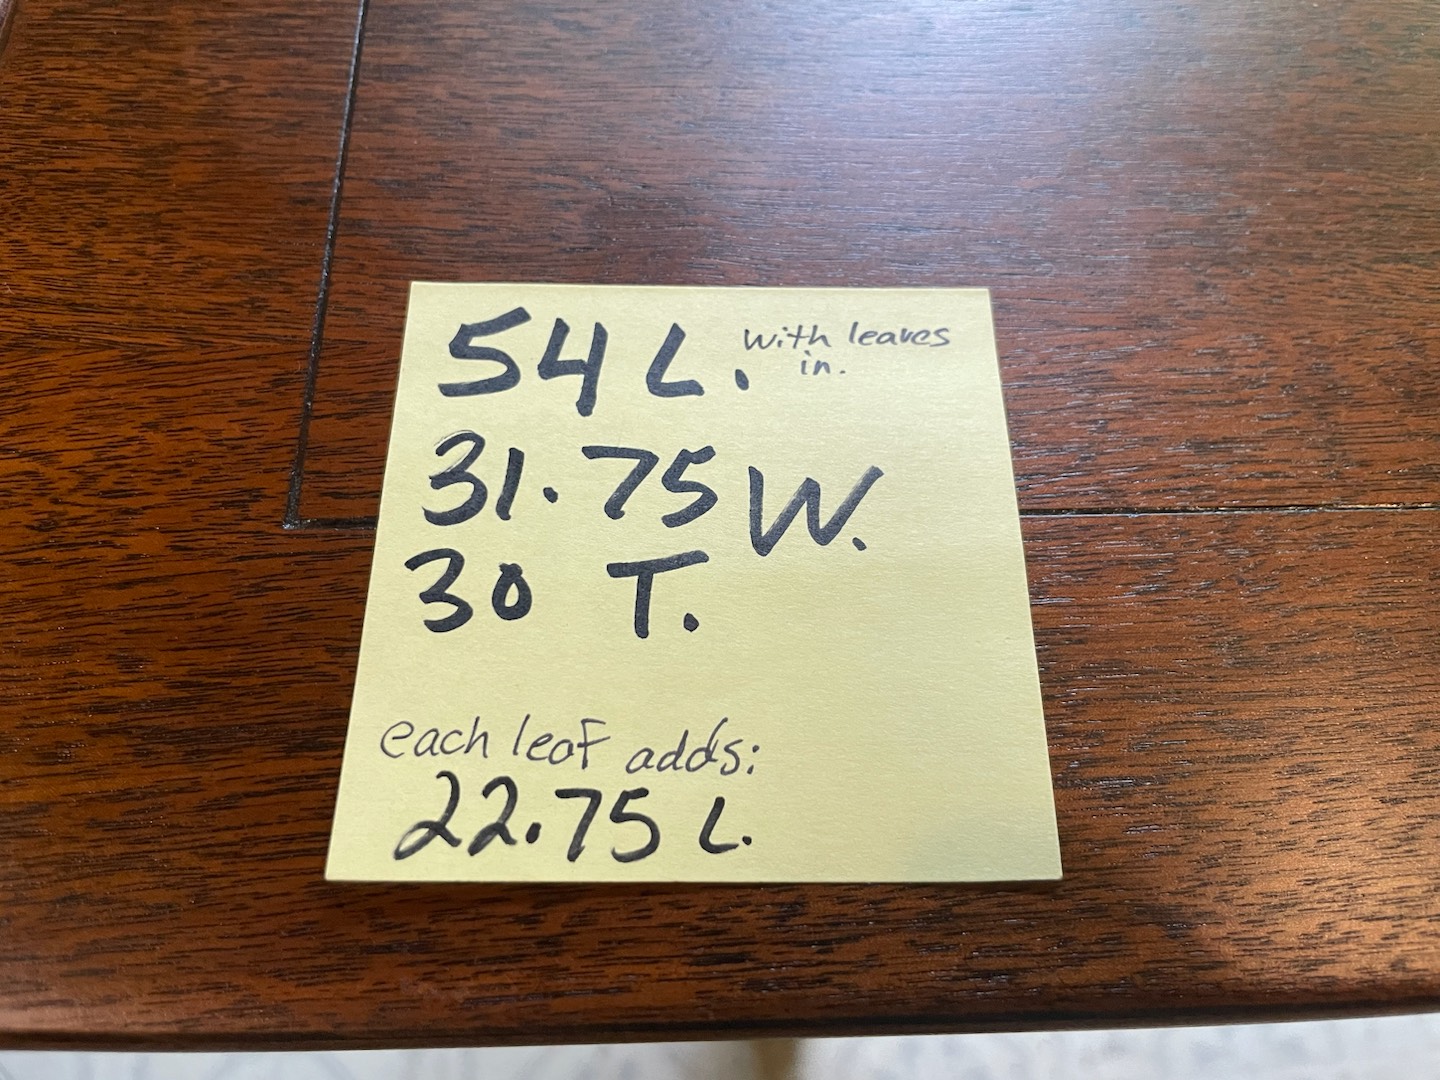 54 L. with leaves
in.
31.75 W.
30 T.
each leaf adds:
22.75 L.